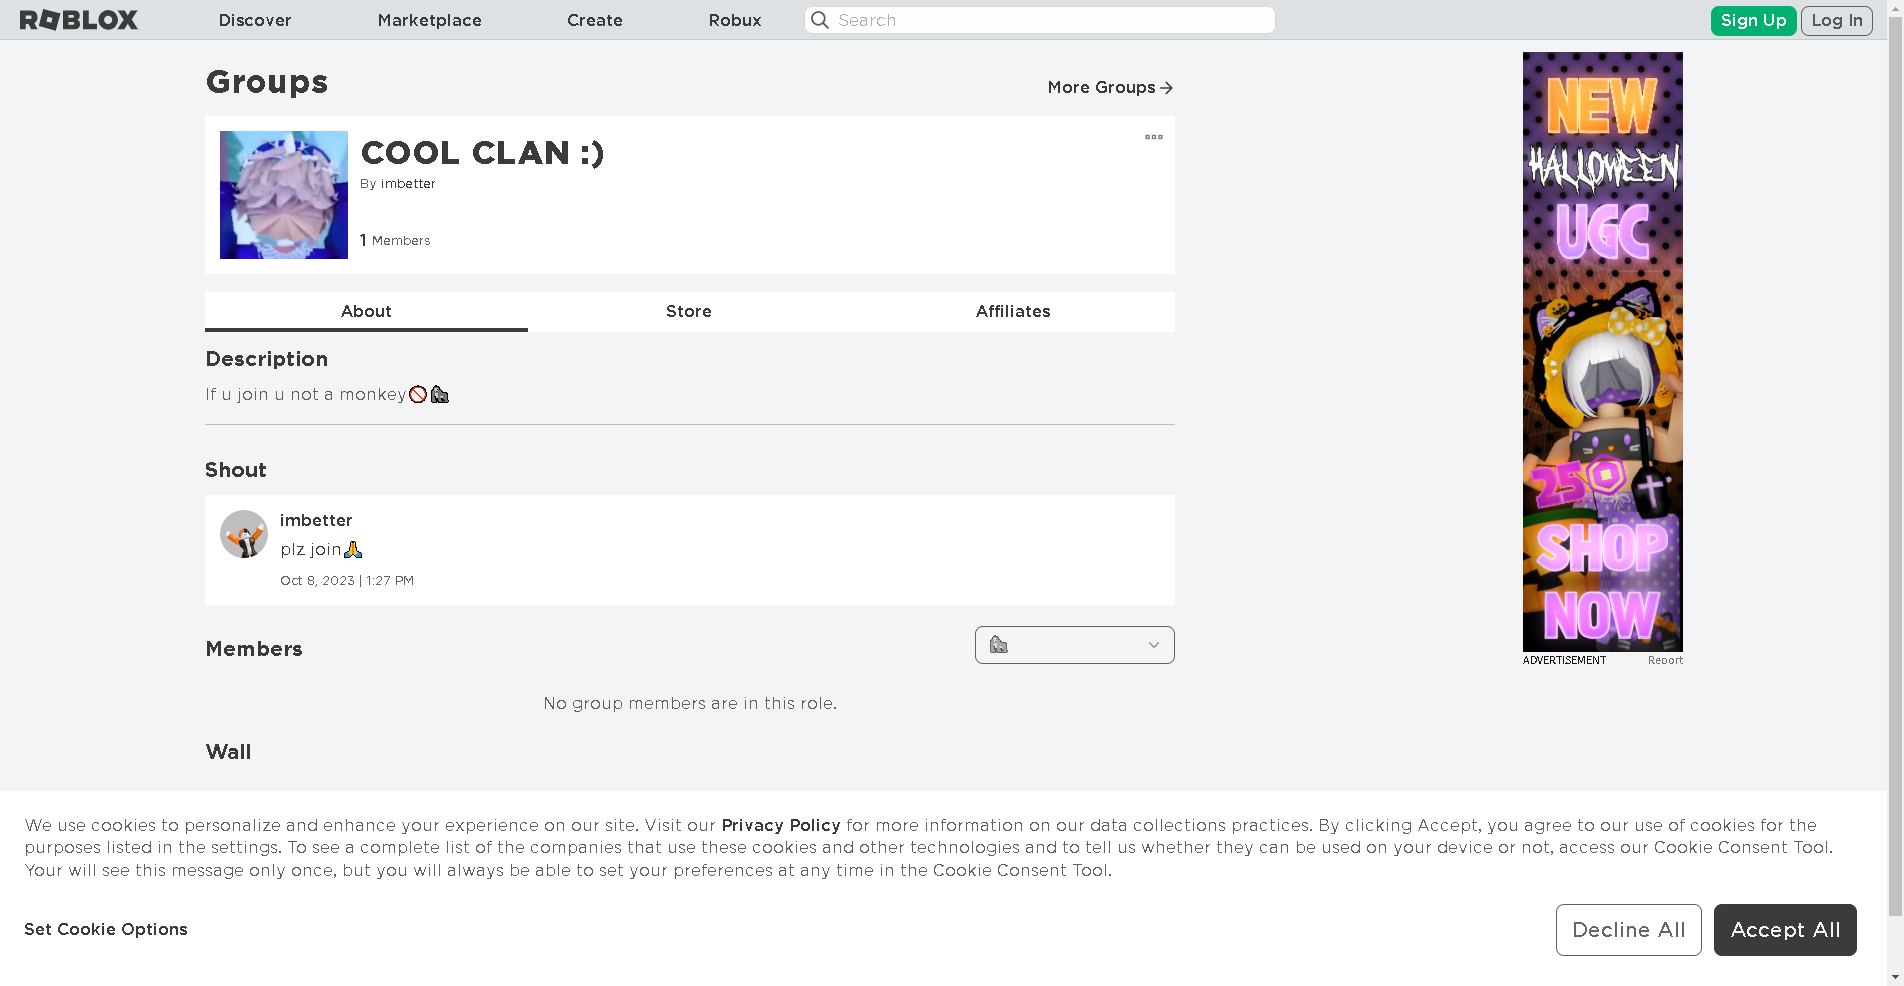 ROBLOX
Discover
Marketplace
Create
Robux
Search
Sign Up
Log In
Groups
More Groups
COOL CLAN :)
By imbetter
1 Members
About
Store
Affiliates
Description
If u join u not a monkey🚫🦍
Shout
imbetter
plz join🙏
Oct 8, 2023 | 1:27 PM
Members
🦍
No group members are in this role.
Wall
NEW
HALLOWEEN
UGC
250
SHOP
NOW
ADVERTISEMENT
Report
We use cookies to personalize and enhance your experience on our site. Visit our Privacy Policy for more information on our data collections practices. By clicking Accept, you agree to our use of cookies for the
purposes listed in the settings. To see a complete list of the companies that use these cookies and other technologies and to tell us whether they can be used on your device or not, access our Cookie Consent Tool.
Your will see this message only once, but you will always be able to set your preferences at any time in the Cookie Consent Tool.
Set Cookie Options
Decline All
Accept All